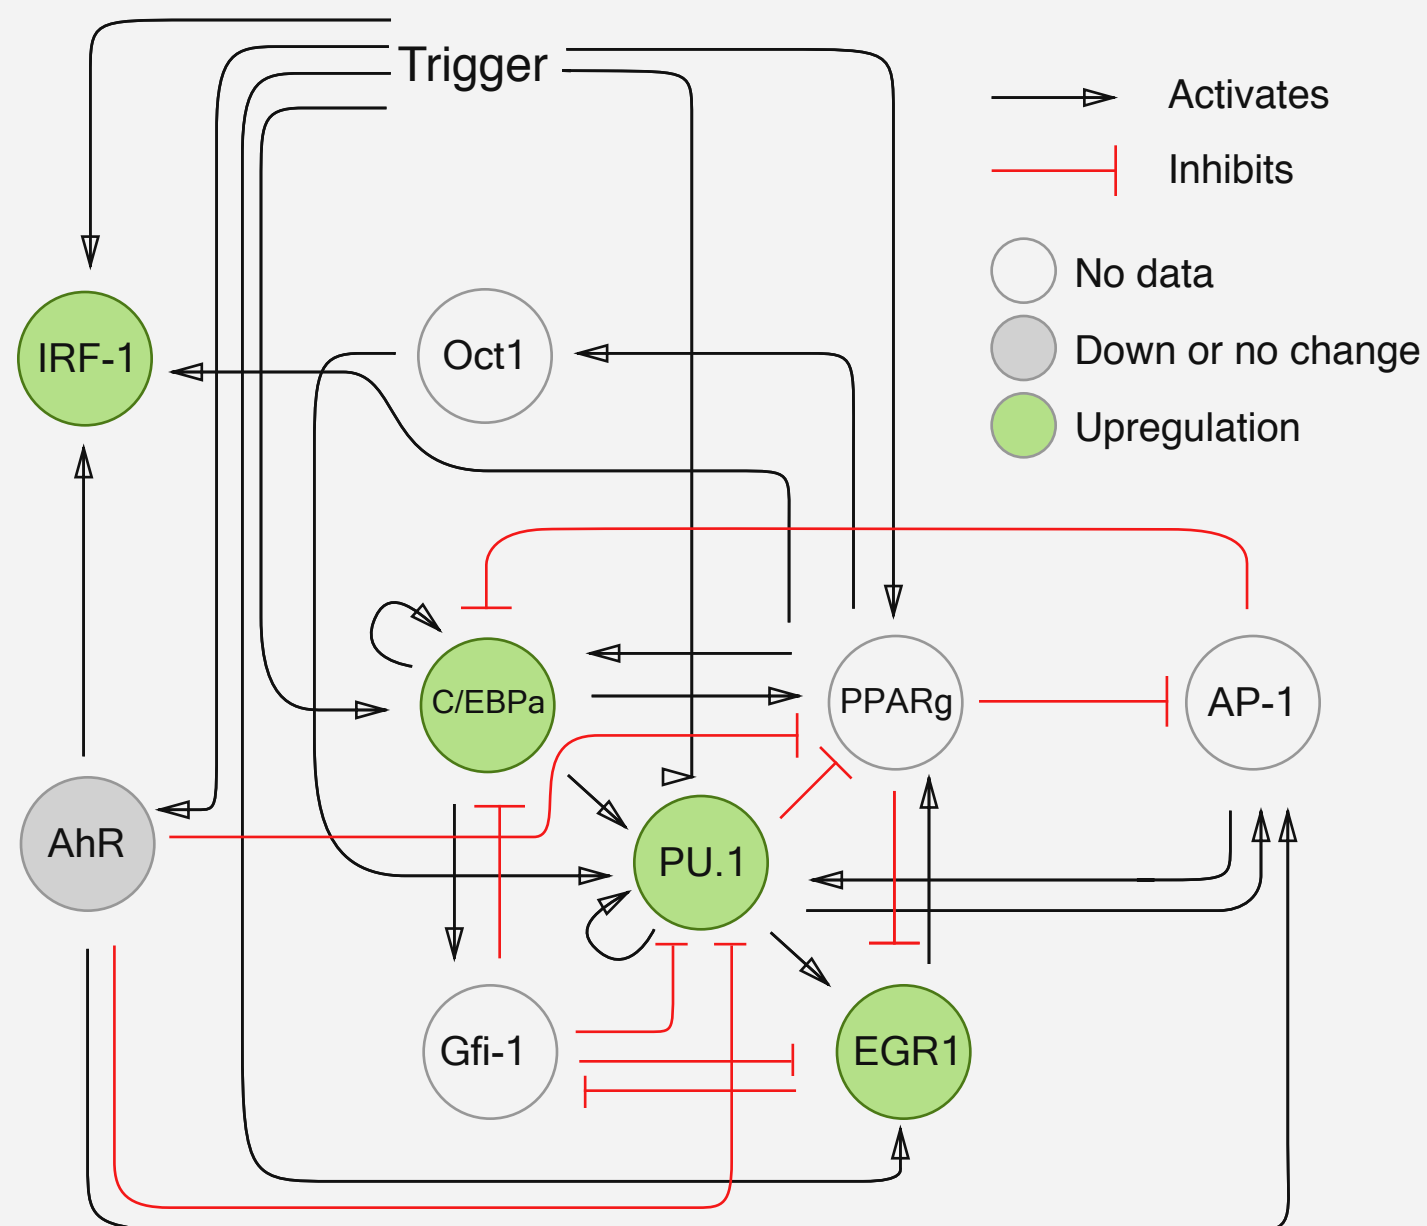 Trigger
Activates
Inhibits
No data
Down or no change
Upregulation
IRF-1
Oct1
C/EBPa
PPARg
AP-1
AhR
PU.1
Gfi-1
EGR1